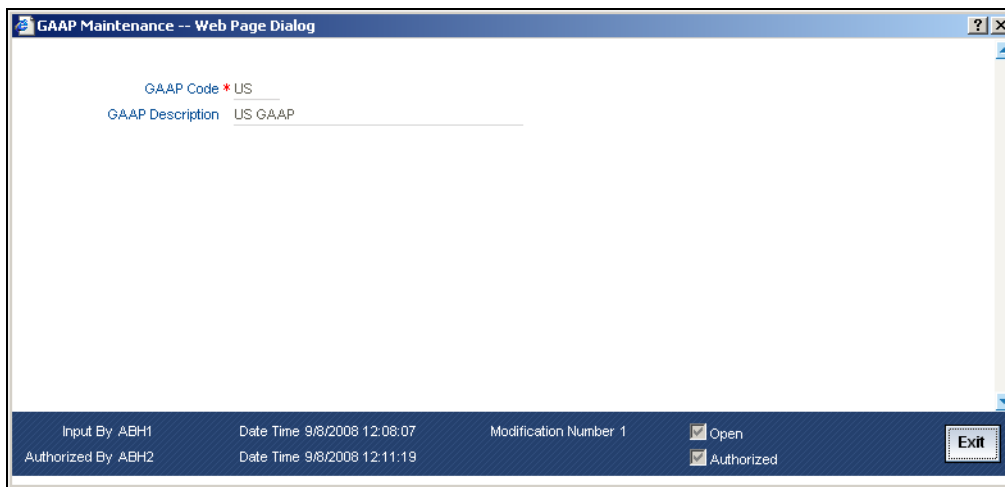 GAAP Maintenance -- Web Page Dialog
GAAP Code * US
GAAP Description US GAAP
Input By ABH1 Date Time 9/8/2008 12:08:07 Modification Number 1 Open
Authorized By ABH2 Date Time 9/8/2008 12:11:19 Authorized
Exit